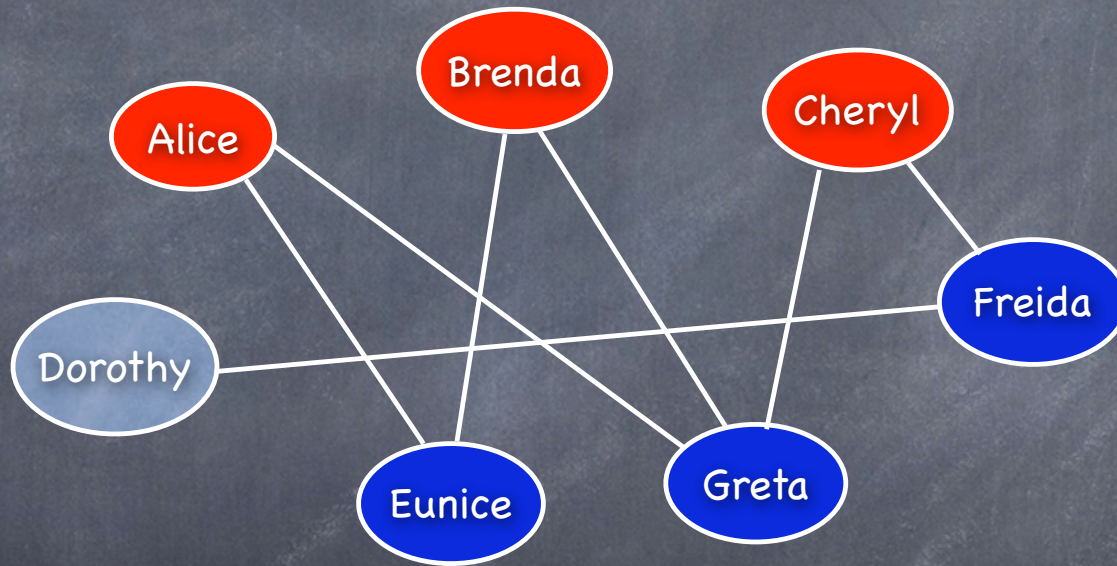 Brenda
Cheryl
Alice
Freida
Dorothy
Greta
Eunice